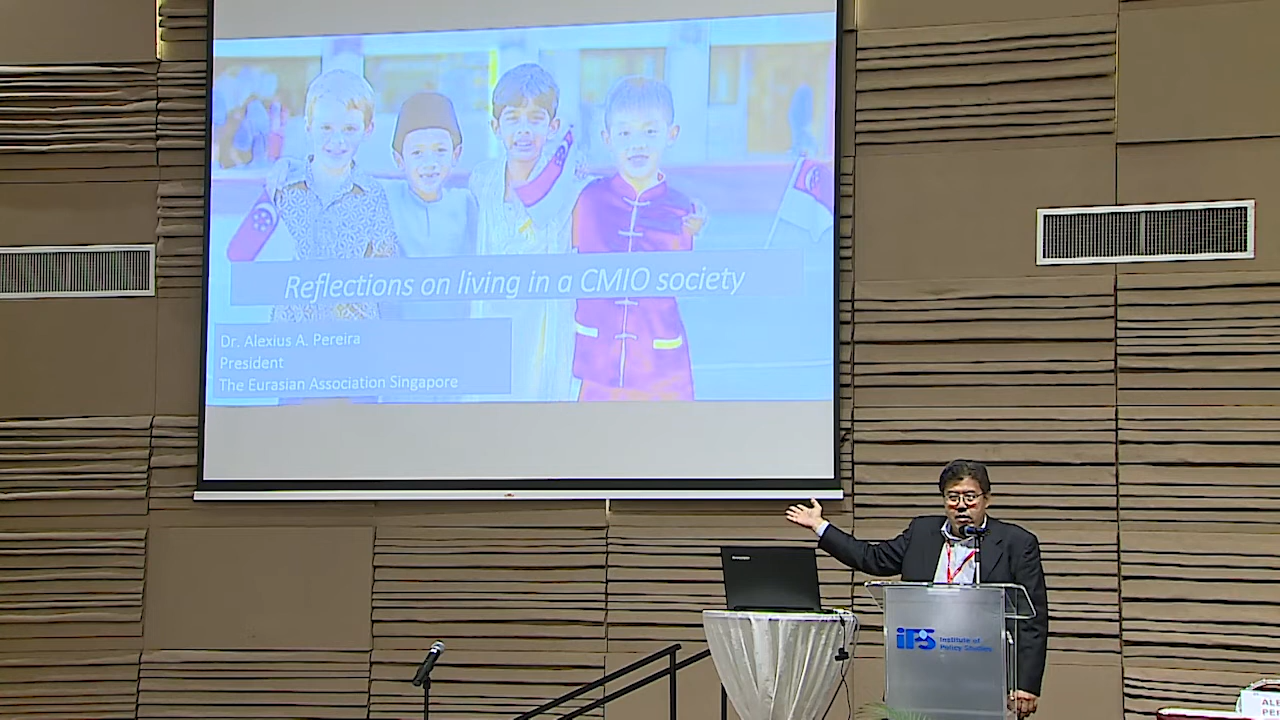 Reflections on living in a CMIO society
Dr. Alexius A. Pereira
President
The Eurasian Association Singapore
iPS
Institute of
Policy Studies